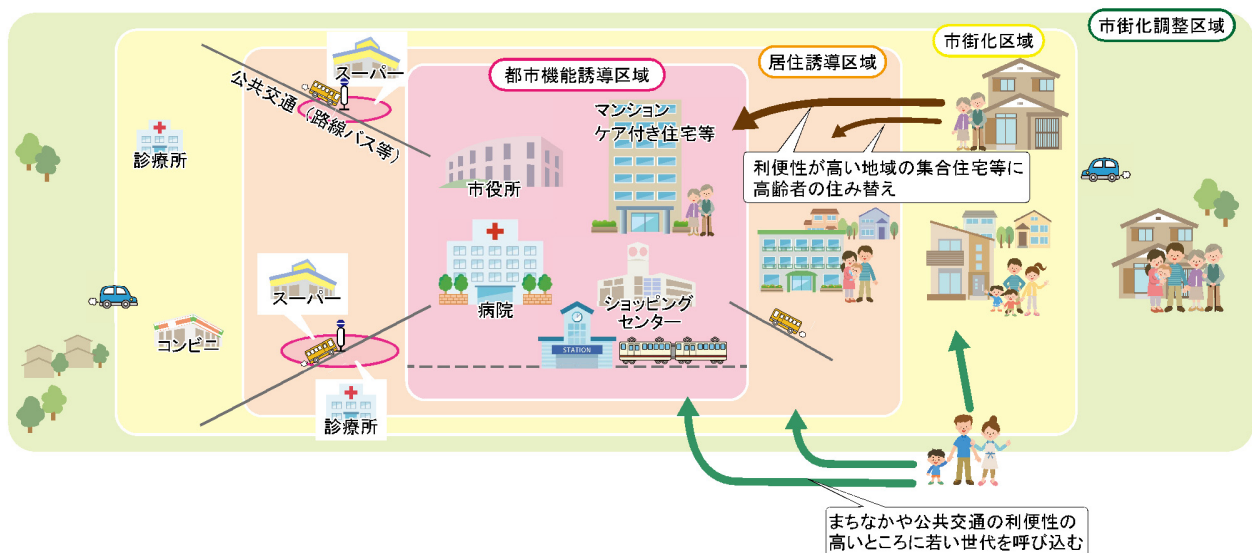 市街化調整区域
市街化区域
居住誘導区域
都市機能誘導区域
スーパー
公共交通（路線バス等）
診療所
市役所
マンション
ケア付き住宅等
利便性が高い地域の集合住宅等に
高齢者の住み替え
スーパー
コンビニ
病院
ショッピング
センター
STATION
診療所
まちなかや公共交通の利便性の
高いところに若い世代を呼び込む